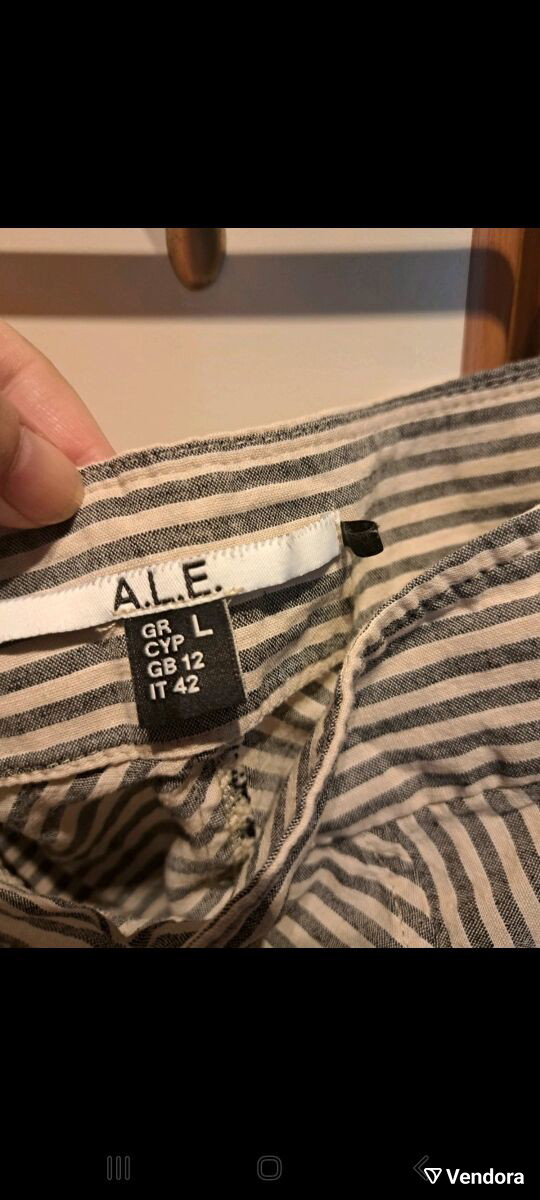 A.L.E.
GR L
CYP
GB 12
IT 42
Vendora